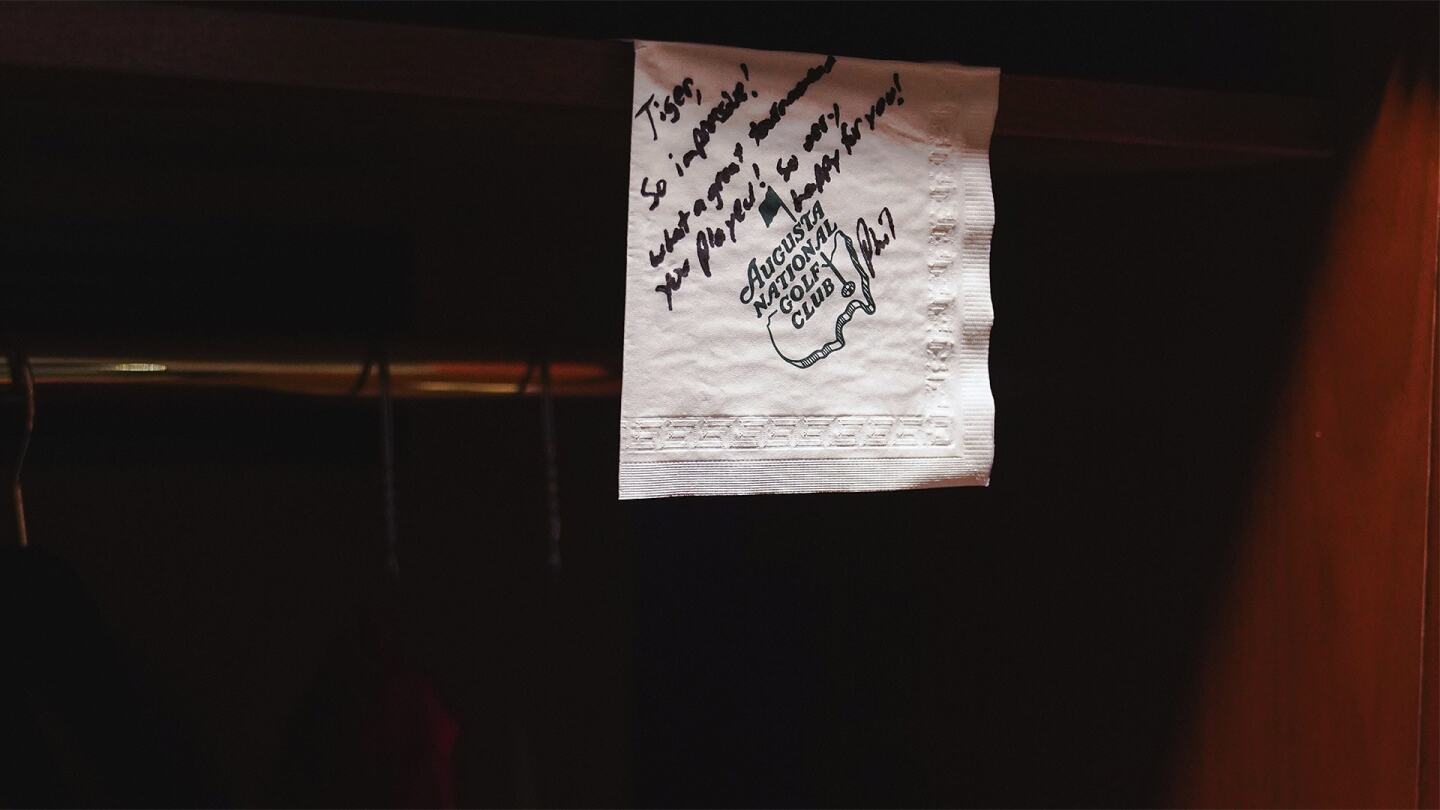 Tiger,
So impressive!
what a great tournament
you played! So very
happy for you!
Phil
AUGUSTA
NATIONAL
GOLF
CLUB